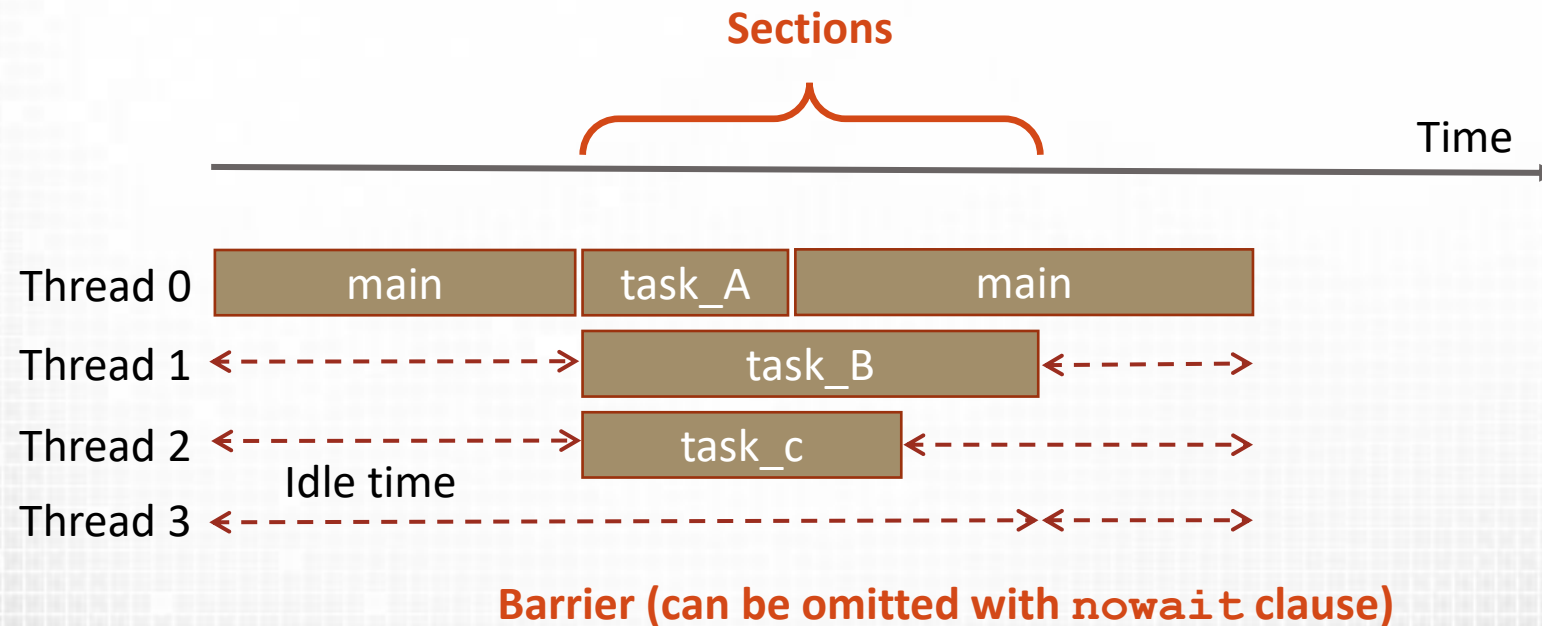 Sections
Time
Thread 0 main task_A main
Thread 1 task_B
Thread 2 task_c
Idle time
Thread 3
Barrier (can be omitted with nowait clause)